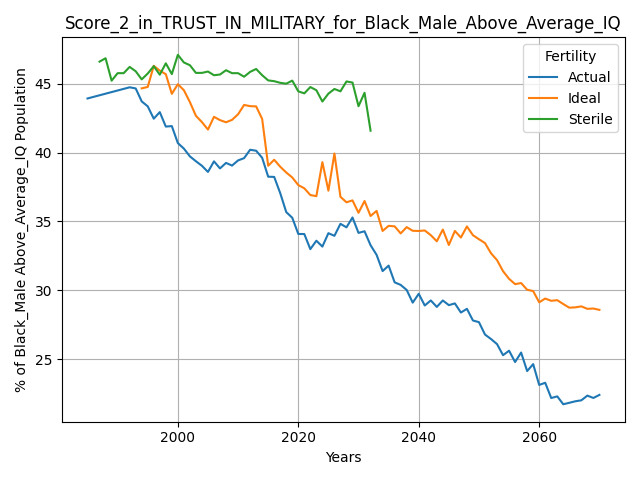 Score_2_in_TRUST_IN_MILITARY_for_Black_Male_Above_Average_IQ
% of Black_Male Above_Average_IQ Population
45
40
35
30
25
Fertility
Actual
Ideal
Sterile
2000
2020
2040
2060
Years